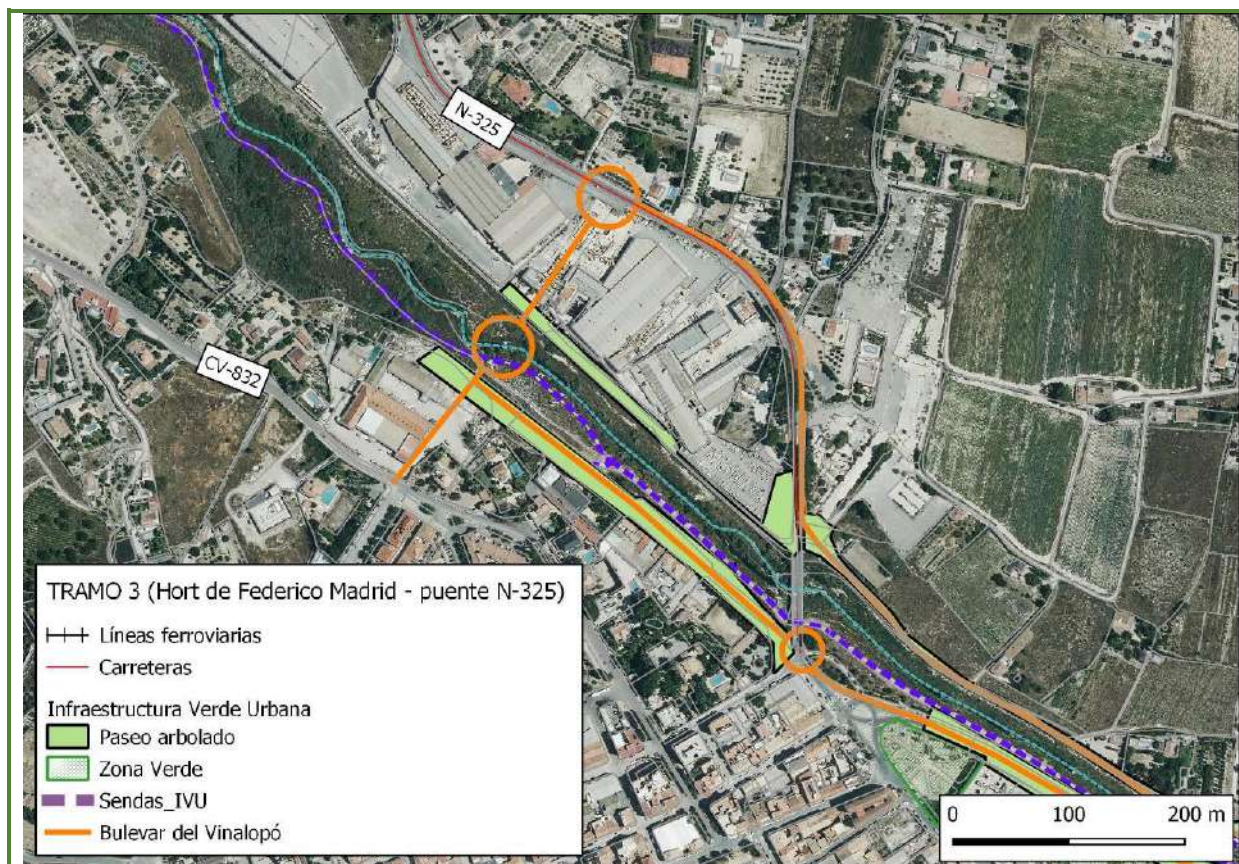 N-325
CV-832
TRAMO 3 (Hort de Federico Madrid - puente N-325)
Líneas ferroviarias
Carreteras
Infraestructura Verde Urbana
Paseo arbolado
Zona Verde
Sendas_IVU
Bulevar del Vinalopó
0 100 200 m